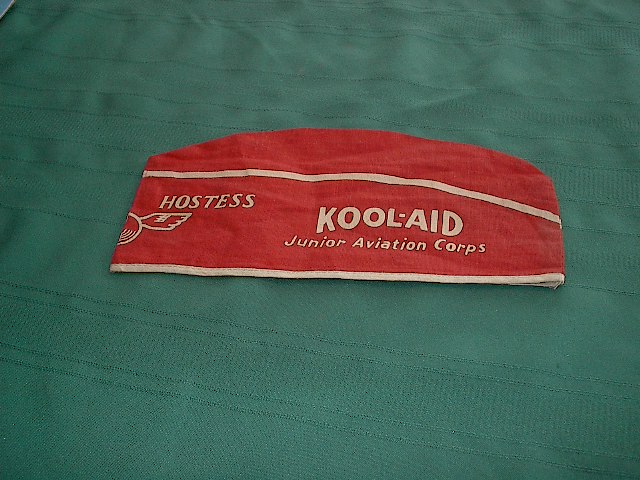 HOSTESS
KOOL-AID
Junior Aviation Corps